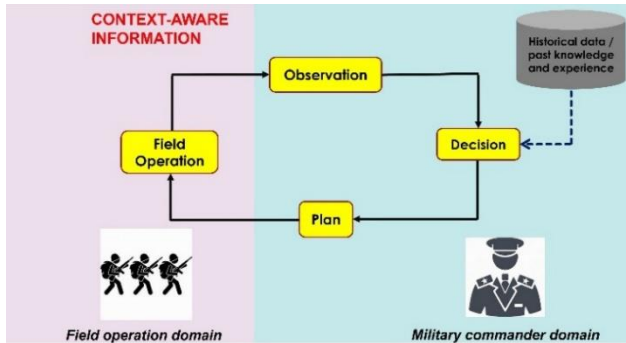 CONTEXT-AWARE
INFORMATION
Historical data /
past knowledge
and experience
Observation
Field
Operation
Decision
Plan
Field operation domain
Military commander domain